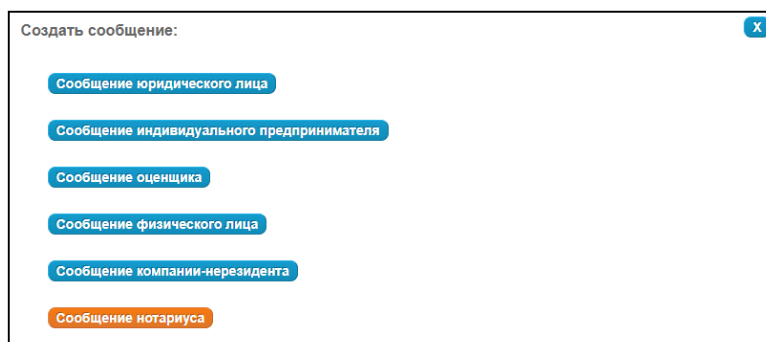 Создать сообщение:
X
Сообщение юридического лица
Сообщение индивидуального предпринимателя
Сообщение оценщика
Сообщение физического лица
Сообщение компании-нерезидента
Сообщение нотариуса